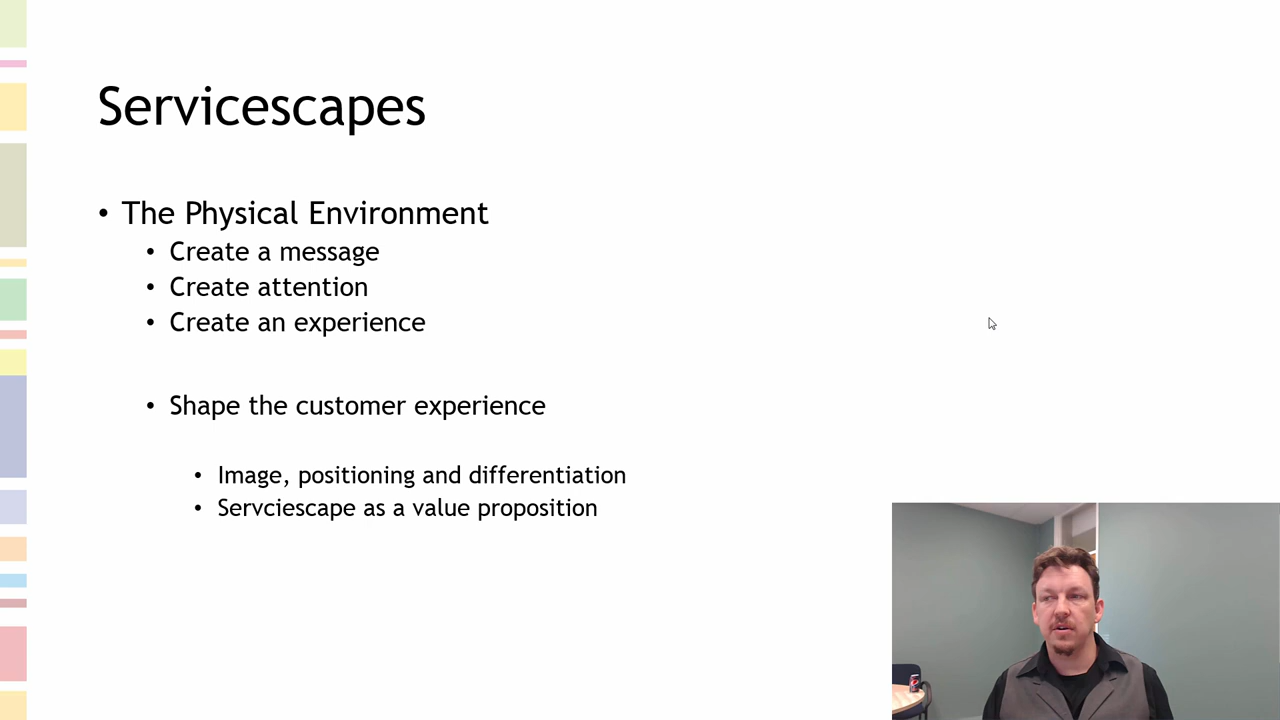 Servicescapes
• The Physical Environment
• Create a message
• Create attention
• Create an experience
• Shape the customer experience
• Image, positioning and differentiation
• Servciescape as a value proposition